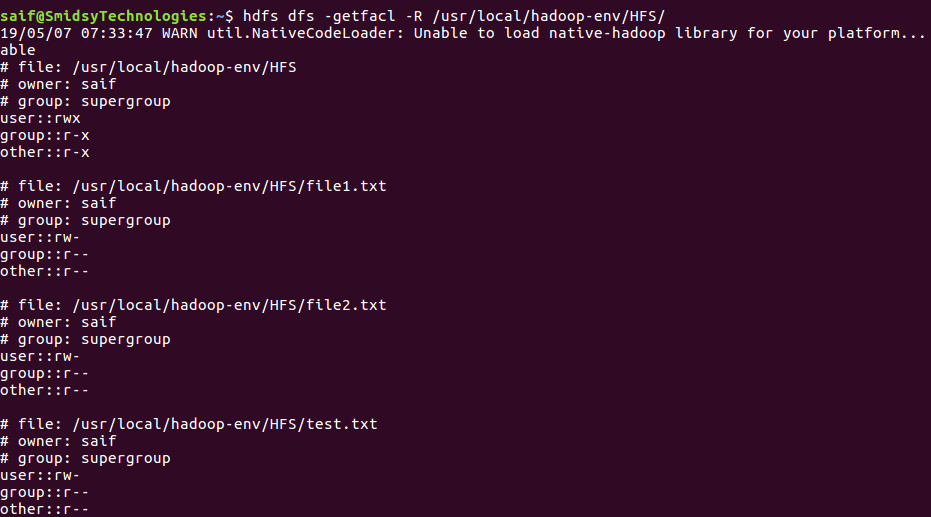 saif@SmidsyTechnologies:~$ hdfs dfs -getfacl -R /usr/local/hadoop-env/HFS/
19/05/07 07:33:47 WARN util.NativeCodeLoader: Unable to load native-hadoop library for your platform...
able
# file: /usr/local/hadoop-env/HFS
# owner: saif
# group: supergroup
user::rwx
group::r-x
other::r-x

# file: /usr/local/hadoop-env/HFS/file1.txt
# owner: saif
# group: supergroup
user::rw-
group::r--
other::r--

# file: /usr/local/hadoop-env/HFS/file2.txt
# owner: saif
# group: supergroup
user::rw-
group::r--
other::r--

# file: /usr/local/hadoop-env/HFS/test.txt
# owner: saif
# group: supergroup
user::rw-
group::r--
other::r--